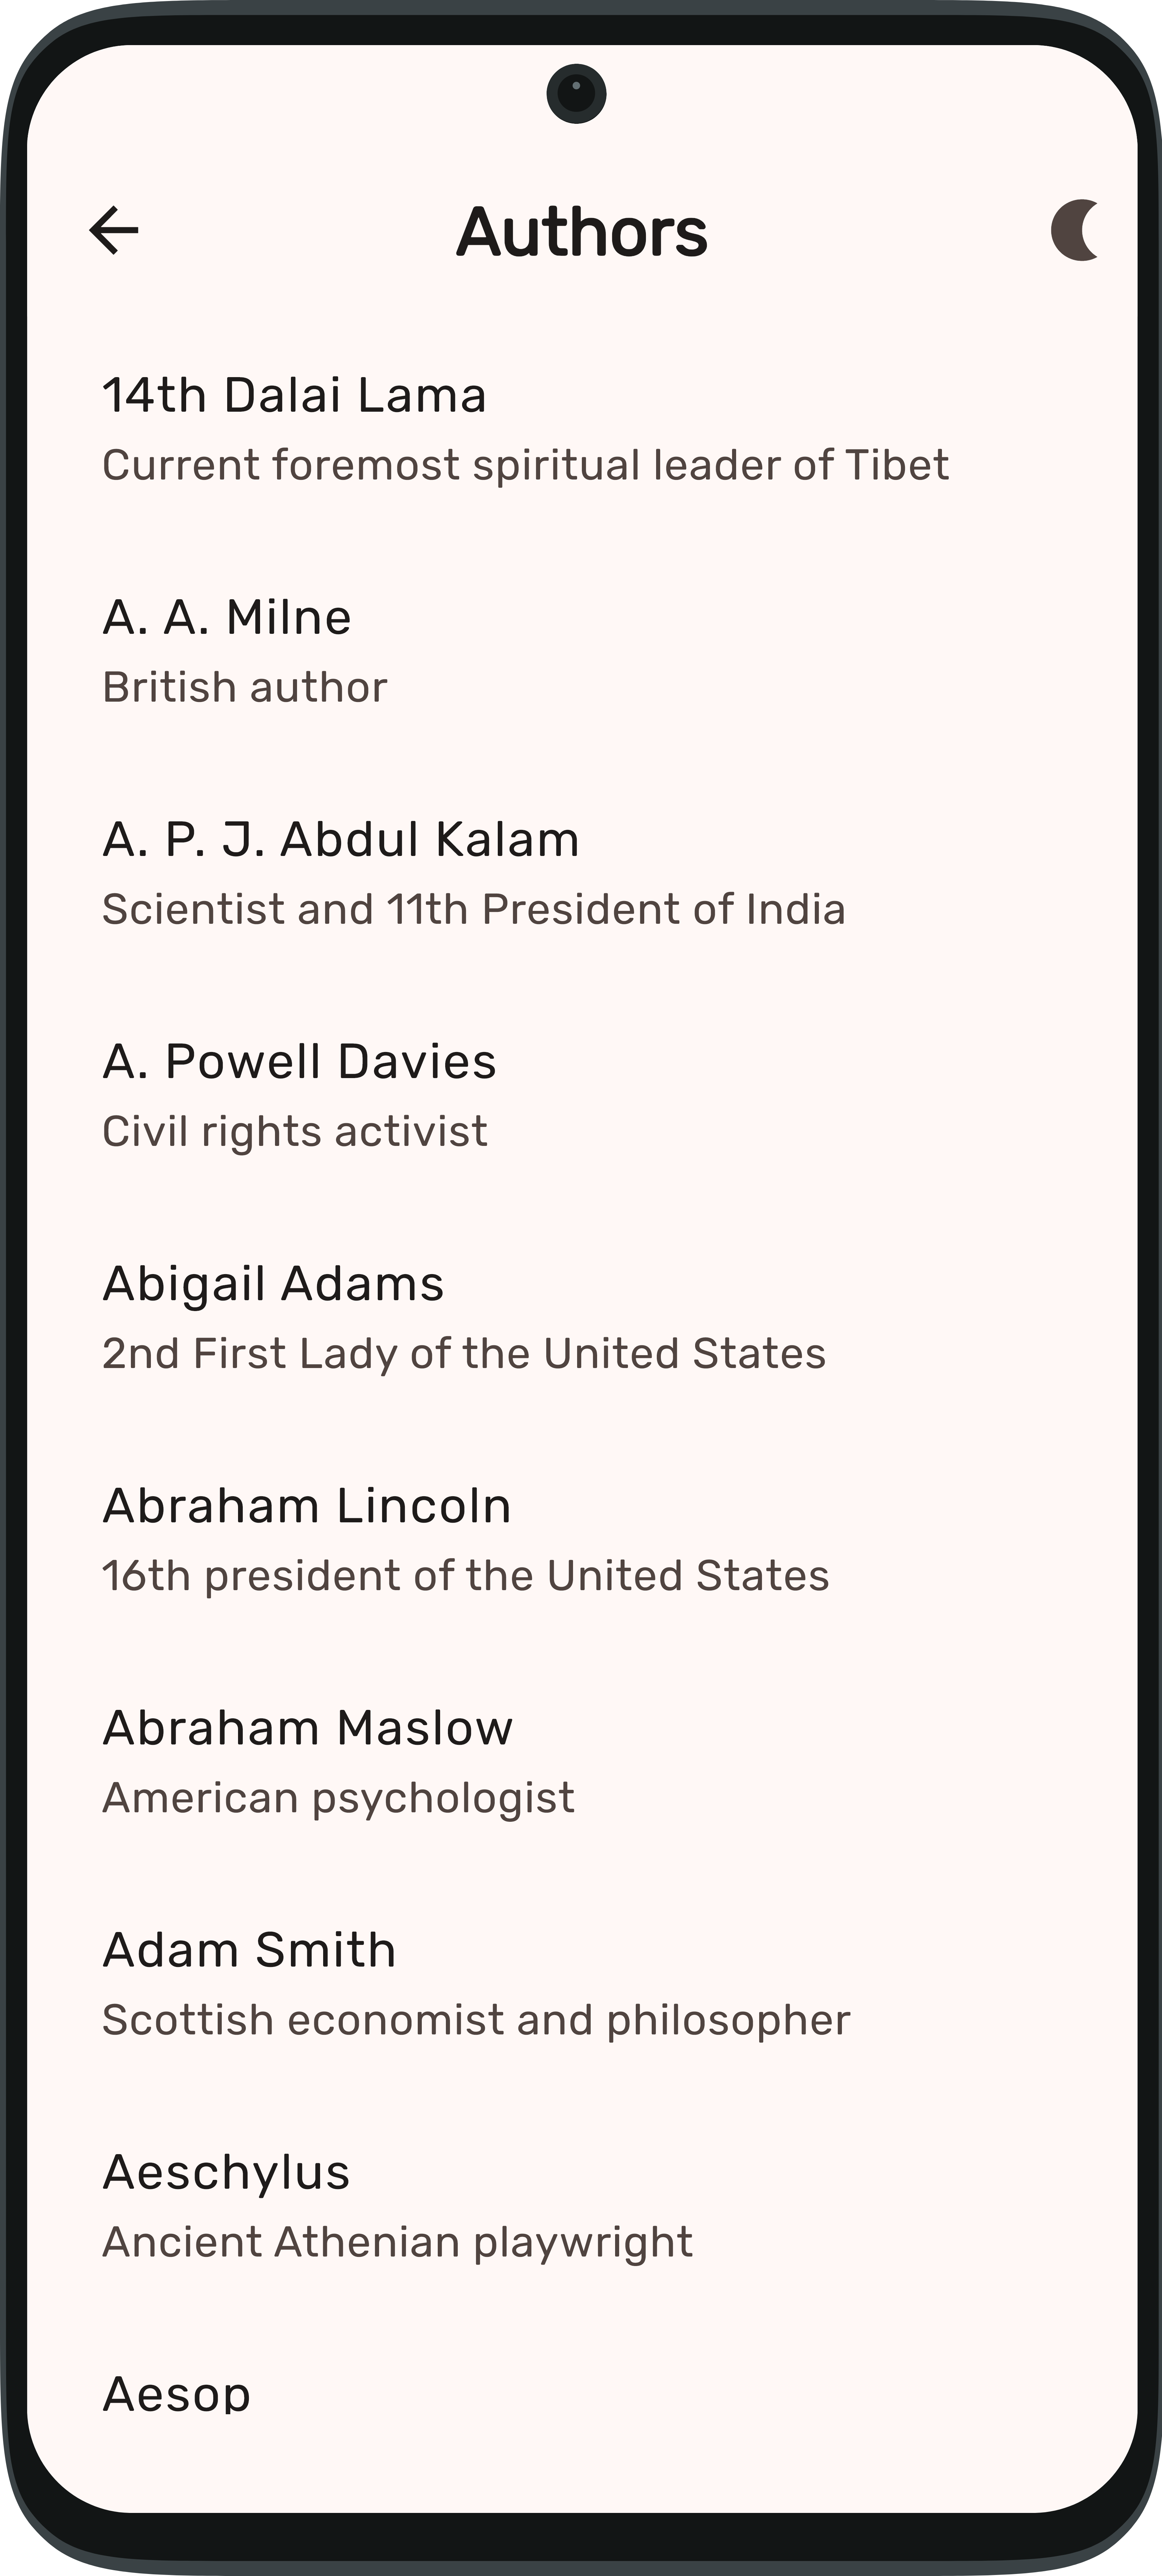 Authors
14th Dalai Lama
Current foremost spiritual leader of Tibet
A. A. Milne
British author
A. P. J. Abdul Kalam
Scientist and 11th President of India
A. Powell Davies
Civil rights activist
Abigail Adams
2nd First Lady of the United States
Abraham Lincoln
16th president of the United States
Abraham Maslow
American psychologist
Adam Smith
Scottish economist and philosopher
Aeschylus
Ancient Athenian playwright
Aesop